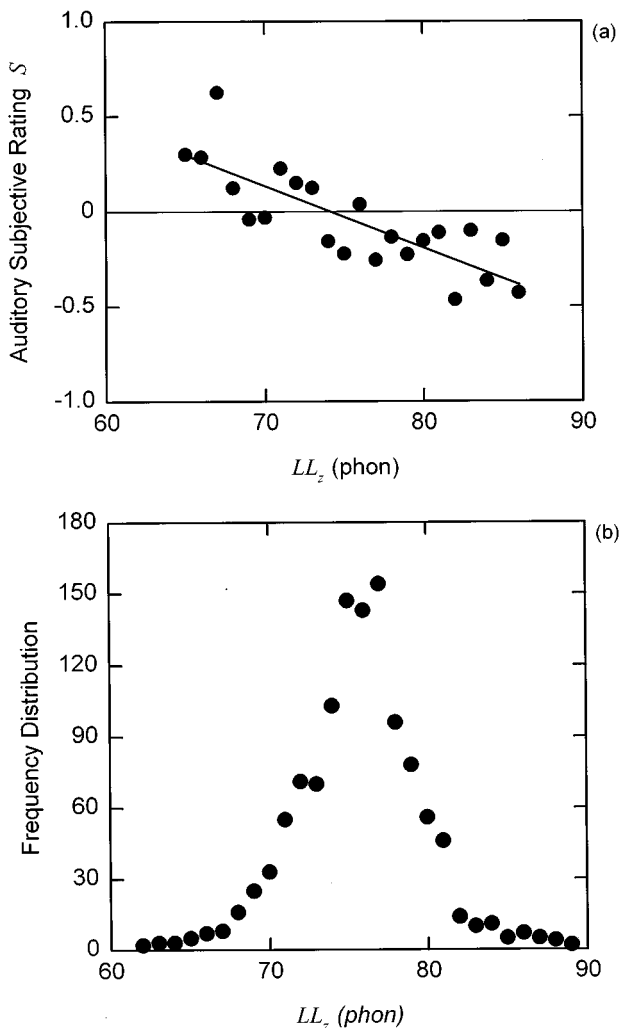 (a)
1.0
0.5
0
-0.5
-1.0
Auditory Subjective Rating S
60 70 80 90
LLz (phon)
(b)
180
150
120
90
60
30
0
Frequency Distribution
60 70 80 90
LLz (phon)